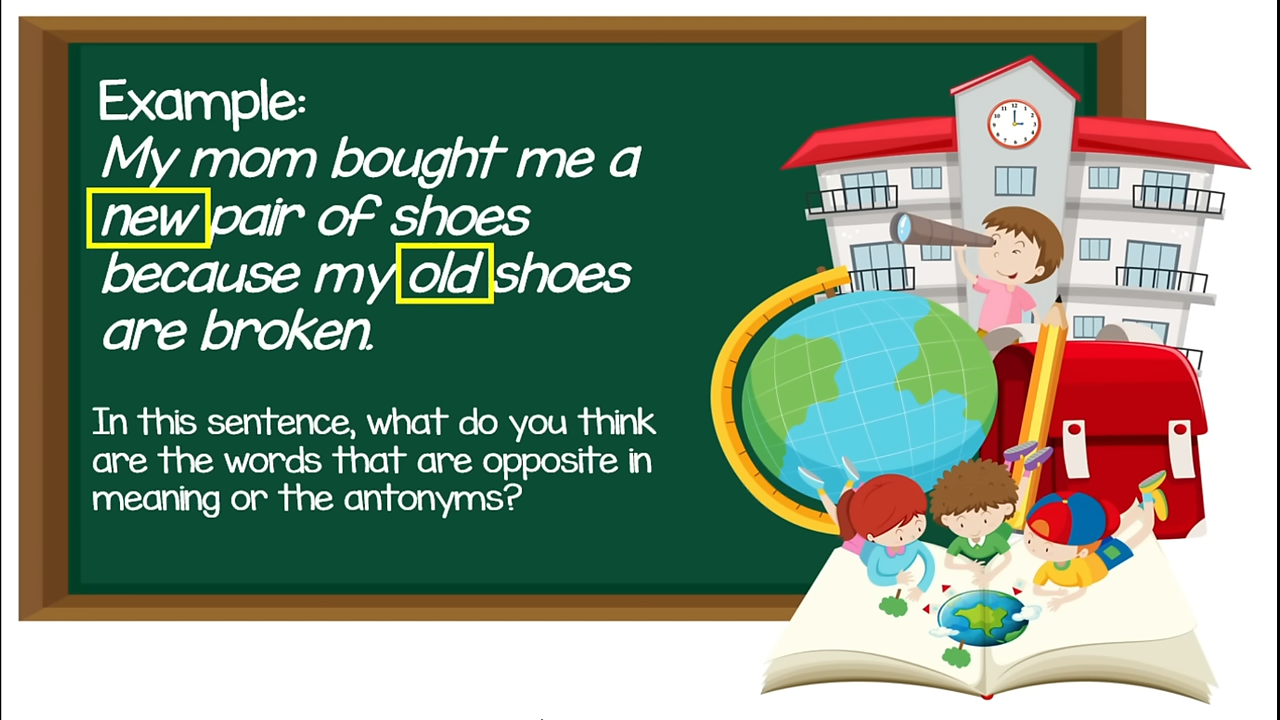 Example:
My mom bought me a
new pair of shoes
because my old shoes
are broken.
In this sentence, what do you think
are the words that are opposite in
meaning or the antonyms?